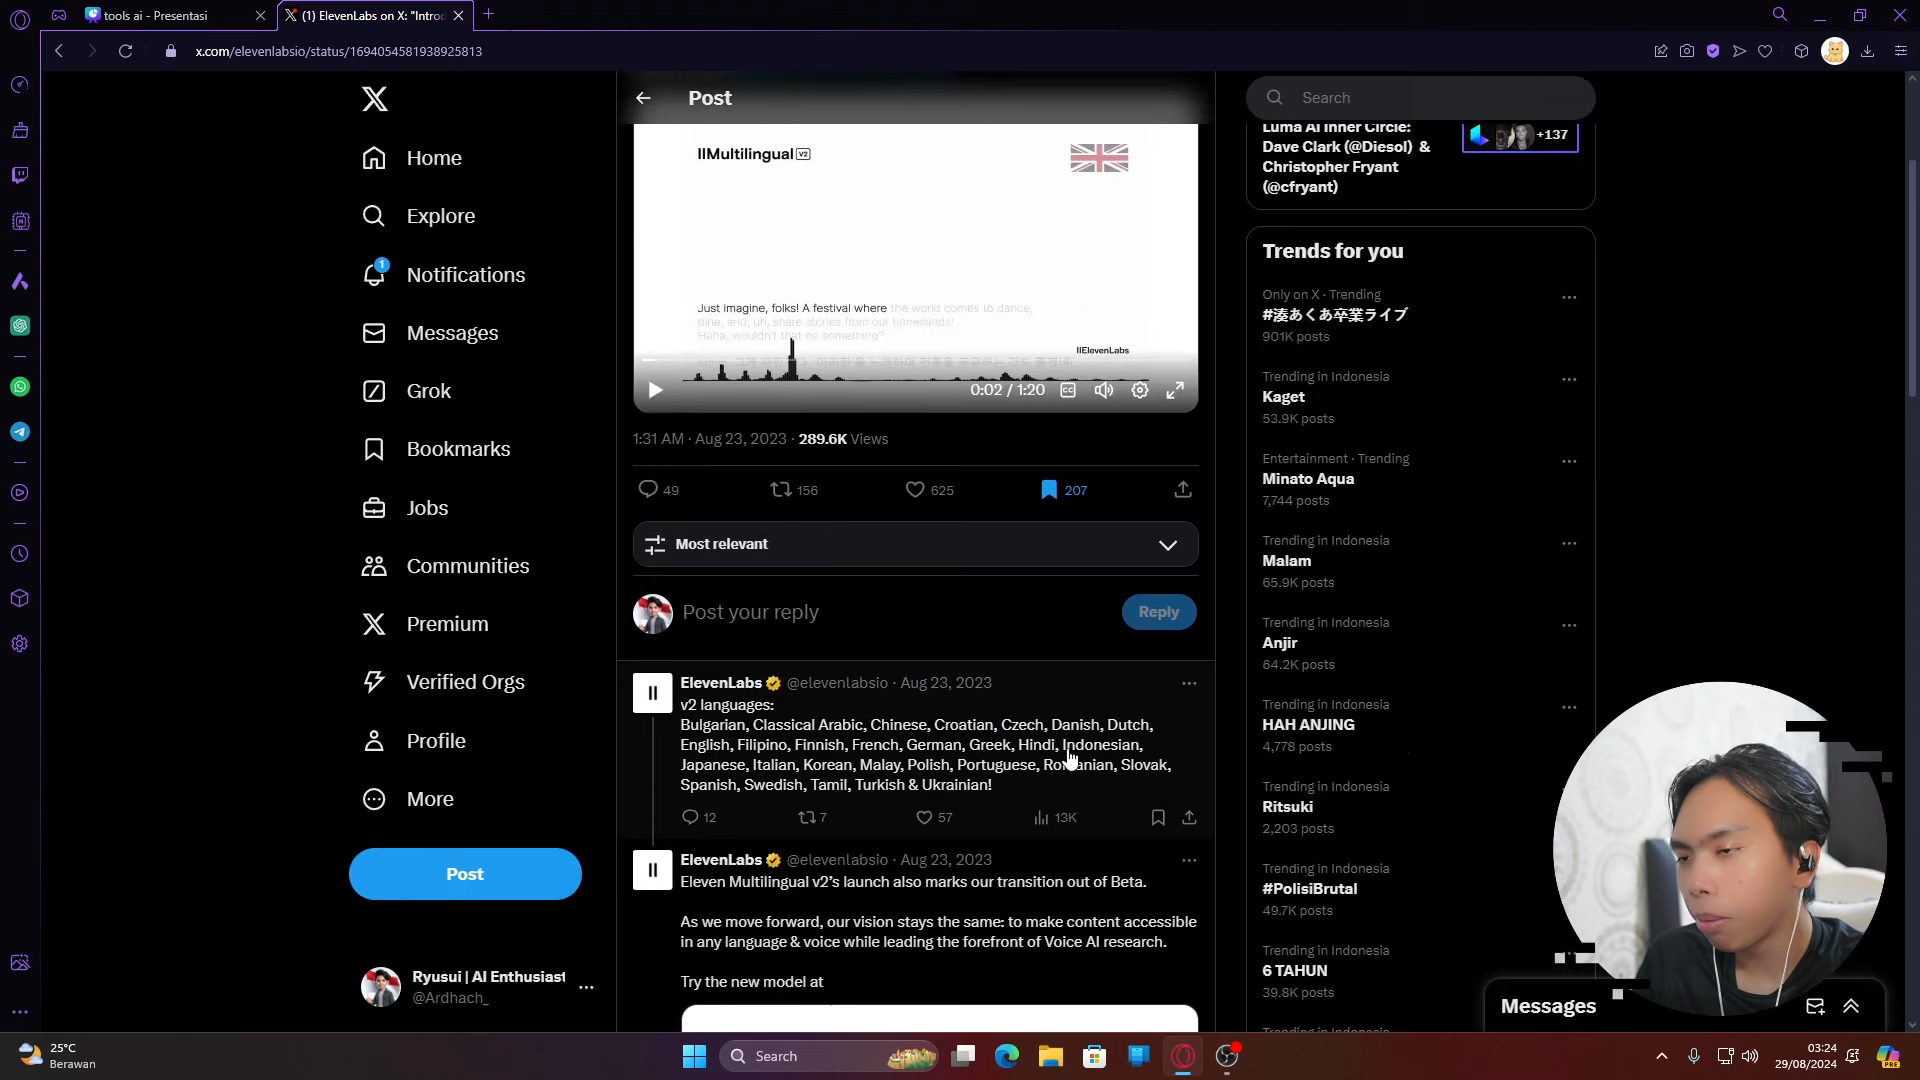 tools ai - Presentasi
(1) ElevenLabs on X: "Introd
x.com/elevenlabsio/status/1694054581938925813
Home
Explore
1
Notifications
Messages
Grok
Bookmarks
Jobs
Communities
Premium
Verified Orgs
Profile
More
Post
Ryusui | AI Enthusiast
@Ardhach_
Post
IIMultilingual V2
Just imagine, folks! A festival where the world comes to dance,
dine, and, uh, share stories from our homelands!
Haha, wouldn't that be something?
IIElevenLabs
0:02 / 1:20
CC
1:31 AM · Aug 23, 2023 · 289.6K Views
49
156
625
207
Most relevant
Post your reply
Reply
ElevenLabs @elevenlabsio · Aug 23, 2023
v2 languages:
Bulgarian, Classical Arabic, Chinese, Croatian, Czech, Danish, Dutch,
English, Filipino, Finnish, French, German, Greek, Hindi, Indonesian,
Japanese, Italian, Korean, Malay, Polish, Portuguese, Romanian, Slovak,
Spanish, Swedish, Tamil, Turkish & Ukrainian!
12
7
57
13K
ElevenLabs @elevenlabsio · Aug 23, 2023
Eleven Multilingual v2's launch also marks our transition out of Beta.
As we move forward, our vision stays the same: to make content accessible
in any language & voice while leading the forefront of Voice AI research.
Try the new model at
Search
Luma AI Inner Circle:
Dave Clark (@Diesol) &
Christopher Fryant
(@cfryant)
+137
Trends for you
Only on X · Trending
#湊あくあ卒業ライブ
901K posts
Trending in Indonesia
Kaget
53.9K posts
Entertainment · Trending
Minato Aqua
7,744 posts
Trending in Indonesia
Malam
65.9K posts
Trending in Indonesia
Anjir
64.2K posts
Trending in Indonesia
HAH ANJING
4,778 posts
Trending in Indonesia
Ritsuki
2,203 posts
Trending in Indonesia
#PolisiBrutal
49.7K posts
Trending in Indonesia
6 TAHUN
39.8K posts
Messages
25°C
Berawan
Search
03:24
29/08/2024
PRE